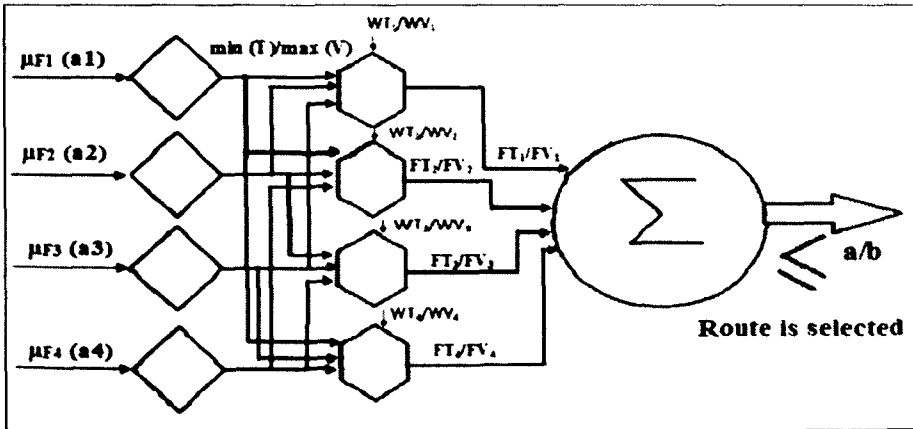 WT₁/WV₁
min (T)/max (V)
μF1 (a1)
WT₂/WV₂
FT₁/FV₁
μF2 (a2)
FT₂/FV₂
Σ
μF3 (a3)
FT₃/FV₃
a/b
≤
Route is selected
WT₄/WV₄
μF4 (a4)
FT₄/FV₄